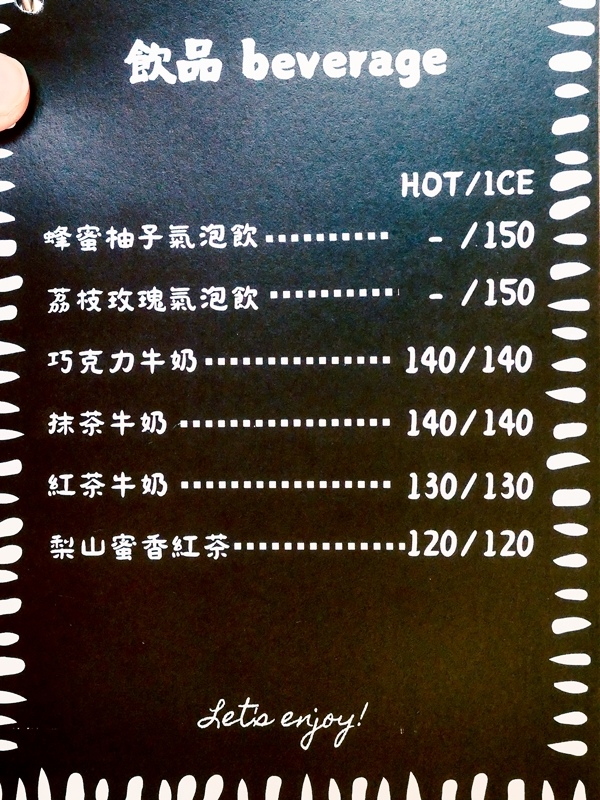 飲品 beverage
HOT/ICE
蜂蜜柚子氣泡飲 - /150
荔枝玫瑰氣泡飲 - /150
巧克力牛奶 140/140
抹茶牛奶 140/140
紅茶牛奶 130/130
梨山蜜香紅茶 120/120
Let's enjoy!